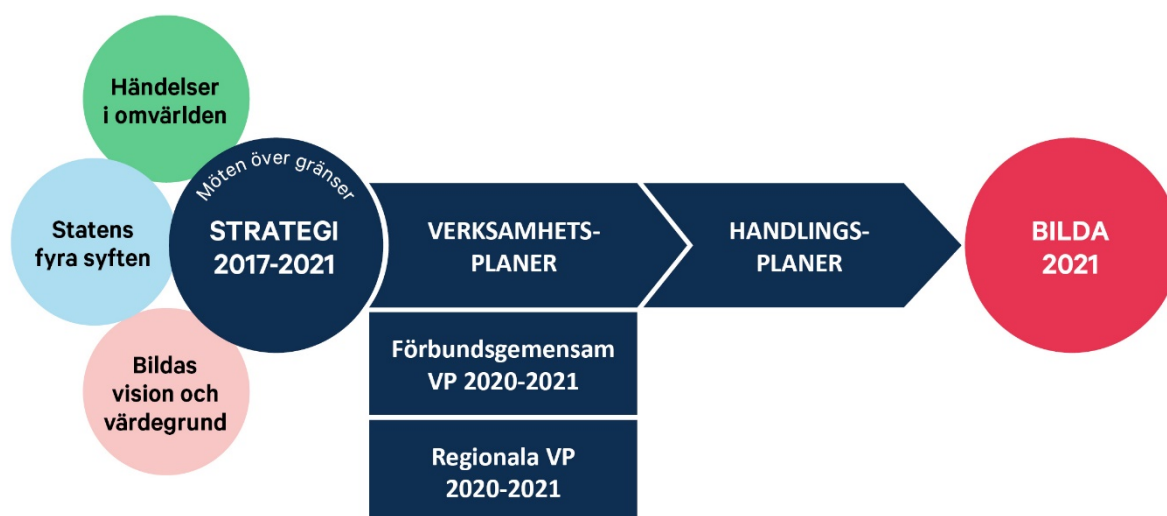 Händelser
i omvärlden
Statens
fyra syften
Bildas
vision och
värdegrund
Möten över gränser
STRATEGI
2017-2021
VERKSAMHETS-
PLANER
Förbundsgemensam
VP 2020-2021
Regionala VP
2020-2021
HANDLINGS-
PLANER
BILDA
2021